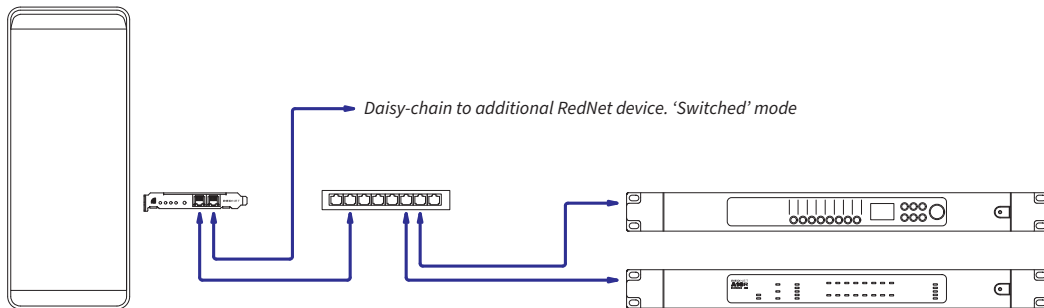 Daisy-chain to additional RedNet device. ‘Switched’ mode